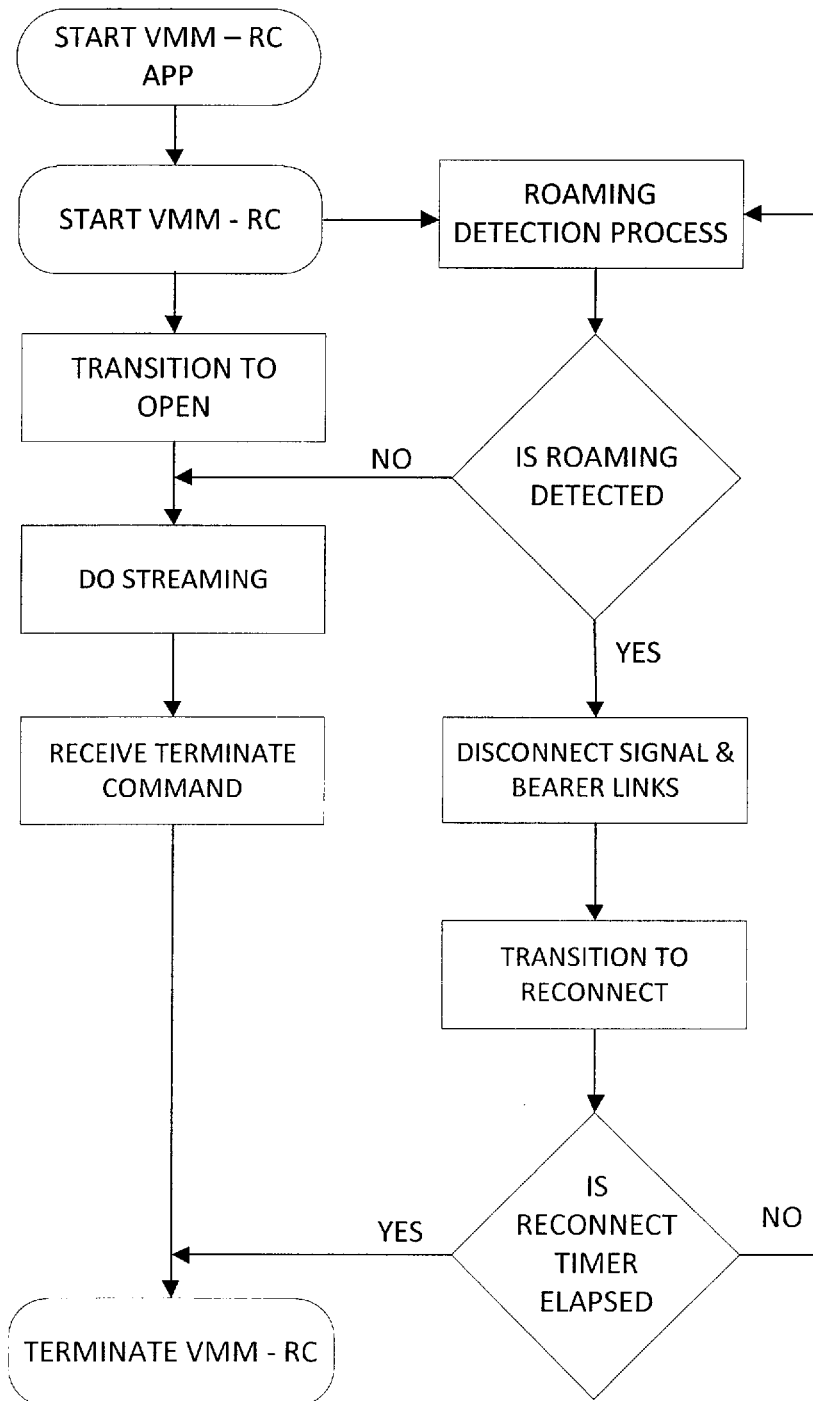 START VMM – RC
APP
START VMM - RC
ROAMING
DETECTION PROCESS
TRANSITION TO
OPEN
NO
IS ROAMING
DETECTED
DO STREAMING
YES
RECEIVE TERMINATE
COMMAND
DISCONNECT SIGNAL &
BEARER LINKS
TRANSITION TO
RECONNECT
YES
IS
RECONNECT
TIMER
ELAPSED
NO
TERMINATE VMM - RC